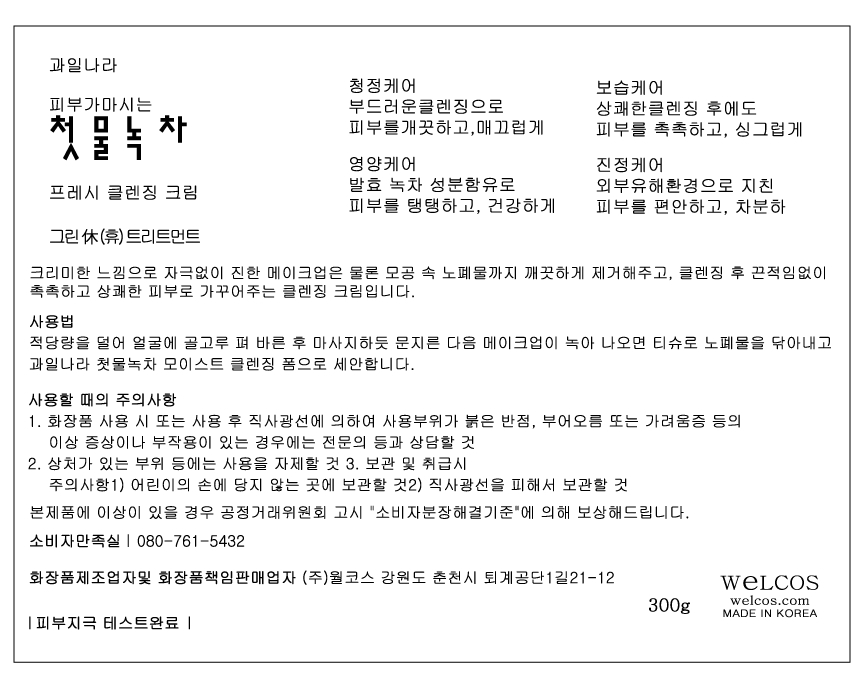 과일나라
피부가마시는
첫물녹차
프레시 클렌징 크림
그린休(휴)트리트먼트
청정케어
부드러운클렌징으로
피부를개끗하고,매끄럽게
영양케어
발효 녹차 성분함유로
피부를 탱탱하고, 건강하게
보습케어
상쾌한클렌징 후에도
피부를 촉촉하고, 싱그럽게
진정케어
외부유해환경으로 지친
피부를 편안하고, 차분하
크리미한 느낌으로 자극없이 진한 메이크업은 물론 모공 속 노폐물까지 깨끗하게 제거해주고, 클렌징 후 끈적임없이
촉촉하고 상쾌한 피부로 가꾸어주는 클렌징 크림입니다.
사용법
적당량을 덜어 얼굴에 골고루 펴 바른 후 마사지하듯 문지른 다음 메이크업이 녹아 나오면 티슈로 노폐물을 닦아내고
과일나라 첫물녹차 모이스트 클렌징 폼으로 세안합니다.
사용할 때의 주의사항
1. 화장품 사용 시 또는 사용 후 직사광선에 의하여 사용부위가 붉은 반점, 부어오름 또는 가려움증 등의
이상 증상이나 부작용이 있는 경우에는 전문의 등과 상담할 것
2. 상처가 있는 부위 등에는 사용을 자제할 것 3. 보관 및 취급시
주의사항1) 어린이의 손에 당지 않는 곳에 보관할 것2) 직사광선을 피해서 보관할 것
본제품에 이상이 있을 경우 공정거래위원회 고시 "소비자분장해결기준"에 의해 보상해드립니다.
소비자만족실 | 080-761-5432
화장품제조업자및 화장품책임판매업자 (주)웰코스 강원도 춘천시 퇴계공단1길21-12
300g
WeLCOS
welcos.com
MADE IN KOREA
| 피부지극 테스트완료 |